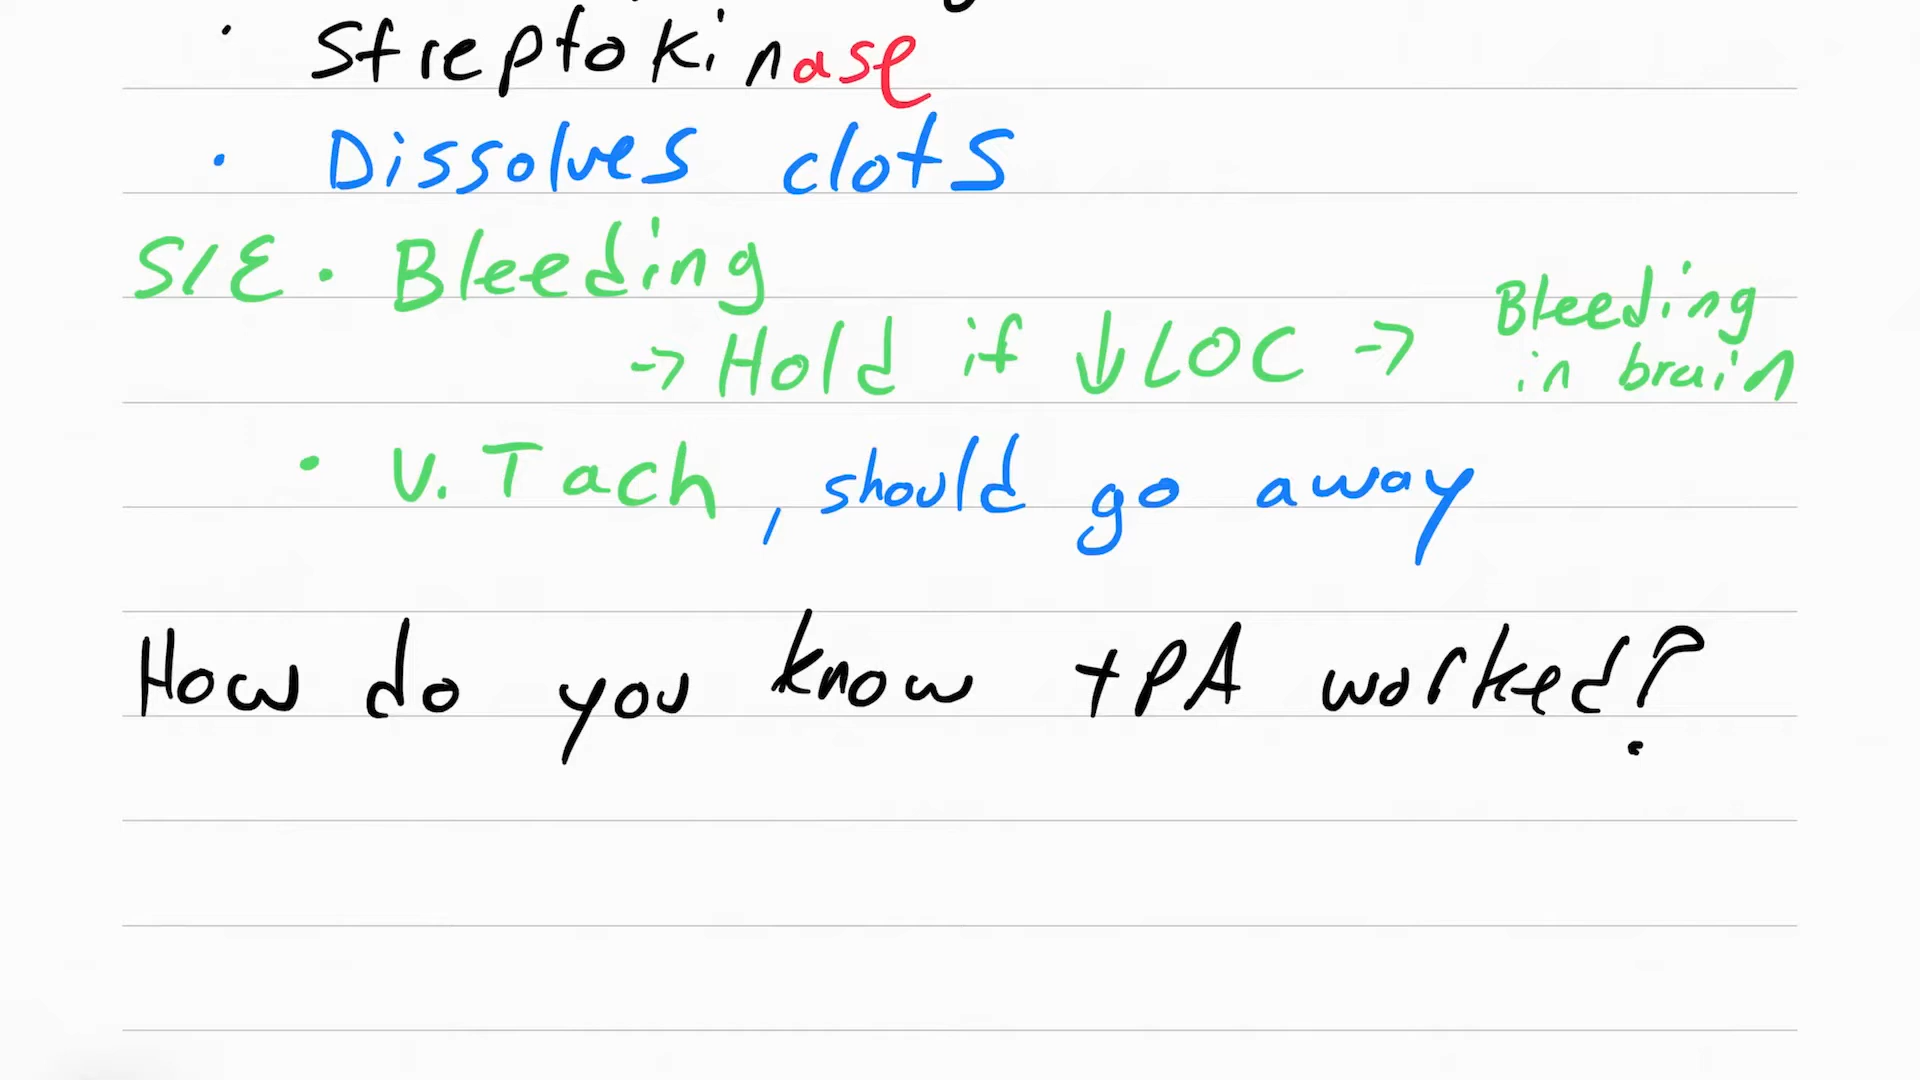 · Streptokinase
· Dissolves clots
S/E · Bleeding
-> Hold if ↓LOC -> Bleeding in brain
· V. Tach, should go away
How do you know tPA worked?